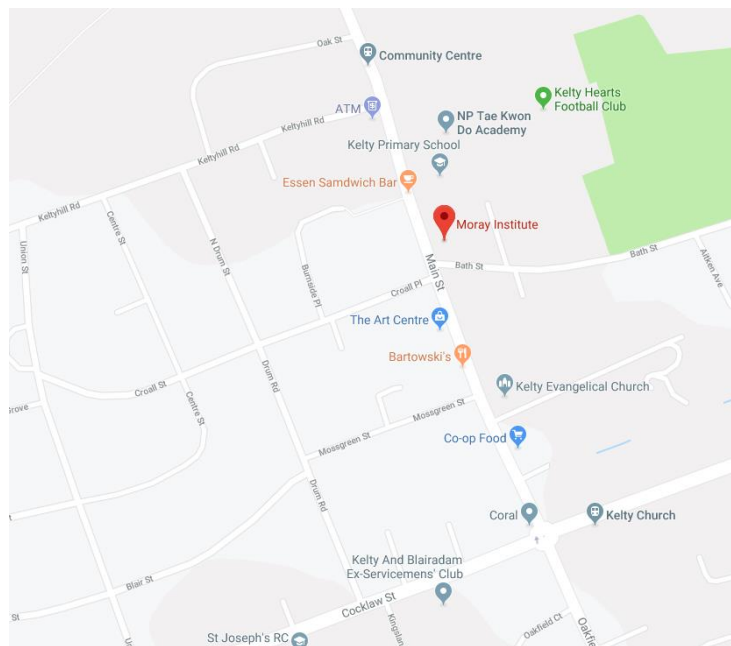 Oak St
Community Centre
Kelty Hearts
Football Club
ATM
NP Tae Kwon
Do Academy
Keltyhill Rd
Kelty Primary School
Keltyhill Rd
Essen Samdwich Bar
Keltyhill Rd
Centre St
Moray Institute
Union St
N Drum St
Main St
Bath St
Bath St
Aitken Ave
Burnside Pl
Croall Pl
The Art Centre
Bartowski's
Drum Rd
Croall St
Kelty Evangelical Church
Grove
Centre St
Mossgreen St
Mossgreen St
Co-op Food
Drum Rd
Coral
Kelty Church
Kelty And Blairadam
Ex-Servicemens' Club
Blair St
Cocklaw St
St
Kingslan
Oakfield Ct
Oakfie
St Joseph's RC